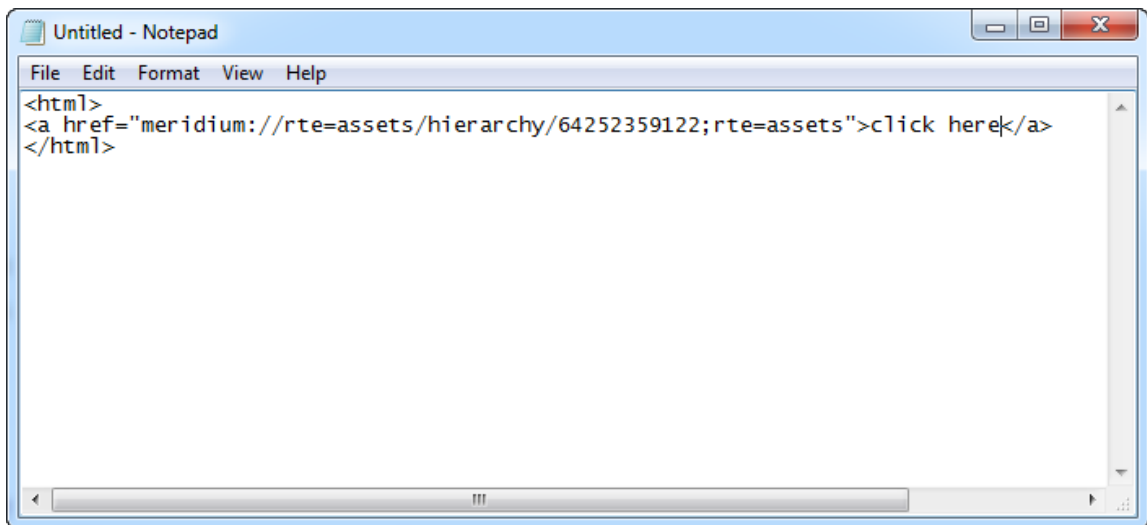 Untitled - Notepad
File Edit Format View Help
<html>
<a href="meridium://rte=assets/hierarchy/64252359122;rte=assets">click here</a>
</html>